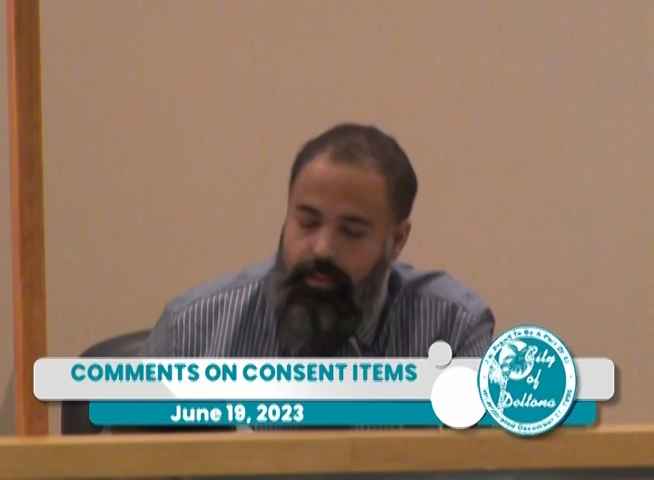 COMMENTS ON CONSENT ITEMS
June 19, 2023
City
of
Deltona